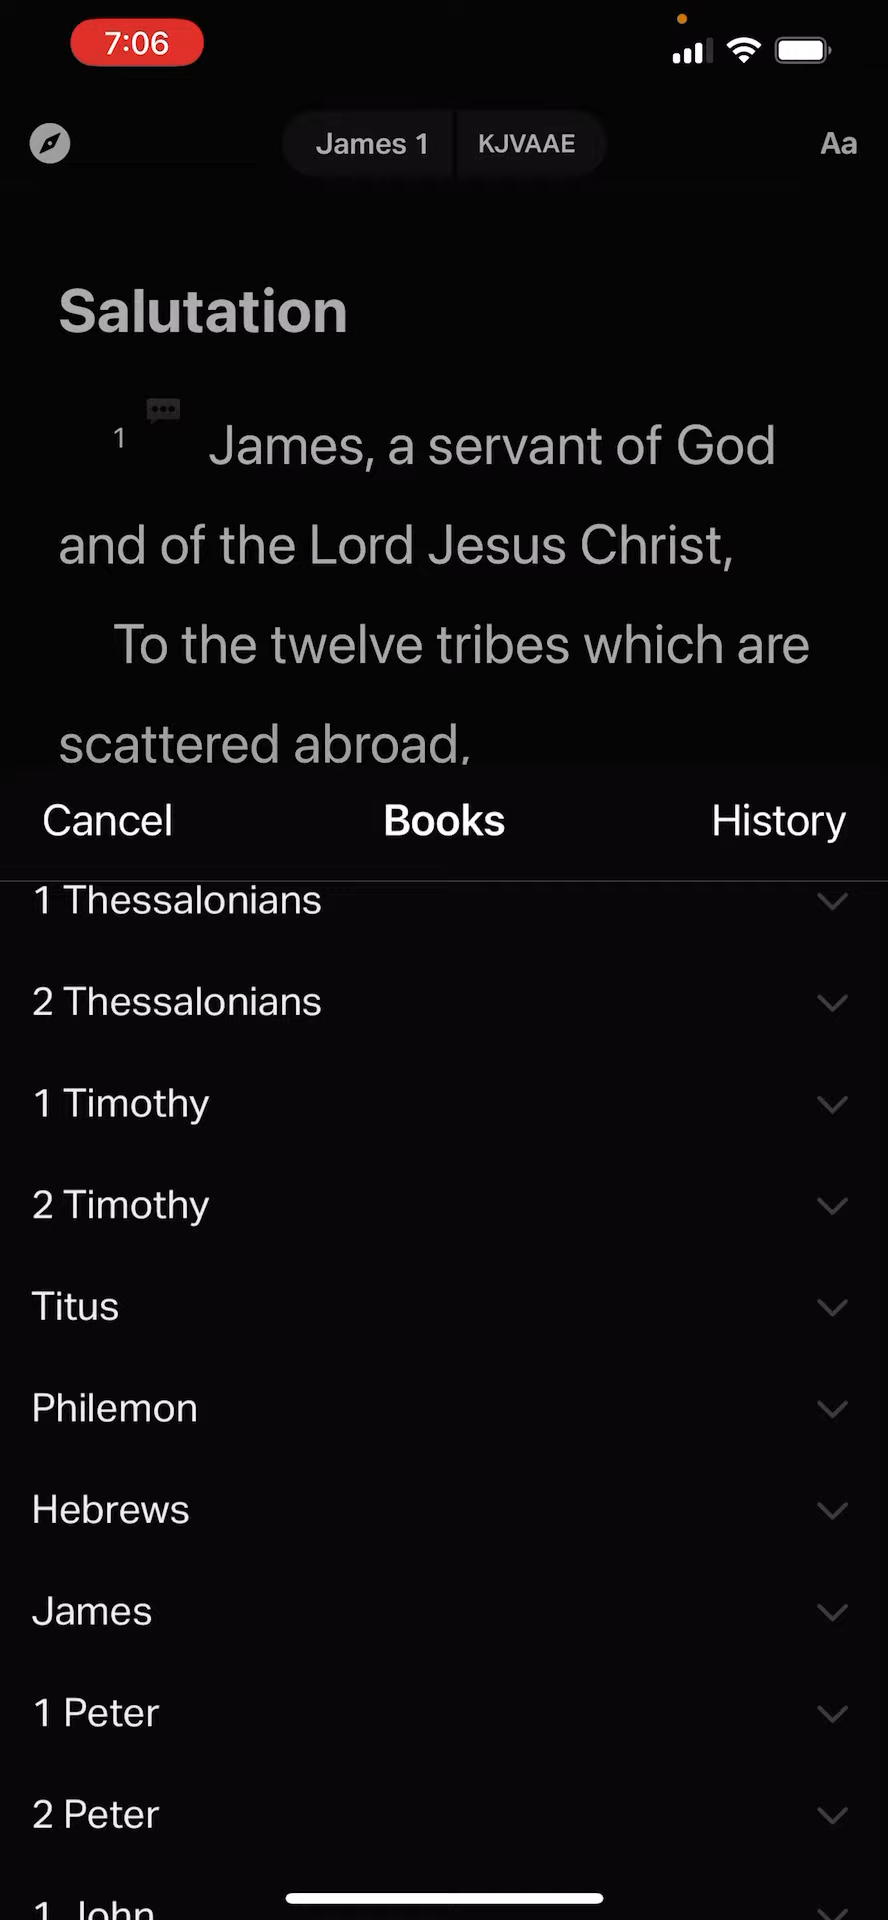 7:06
James 1 KJVAAE Aa
Salutation
1 James, a servant of God
and of the Lord Jesus Christ,
To the twelve tribes which are
scattered abroad,
Cancel Books History
1 Thessalonians
2 Thessalonians
1 Timothy
2 Timothy
Titus
Philemon
Hebrews
James
1 Peter
2 Peter
1 John